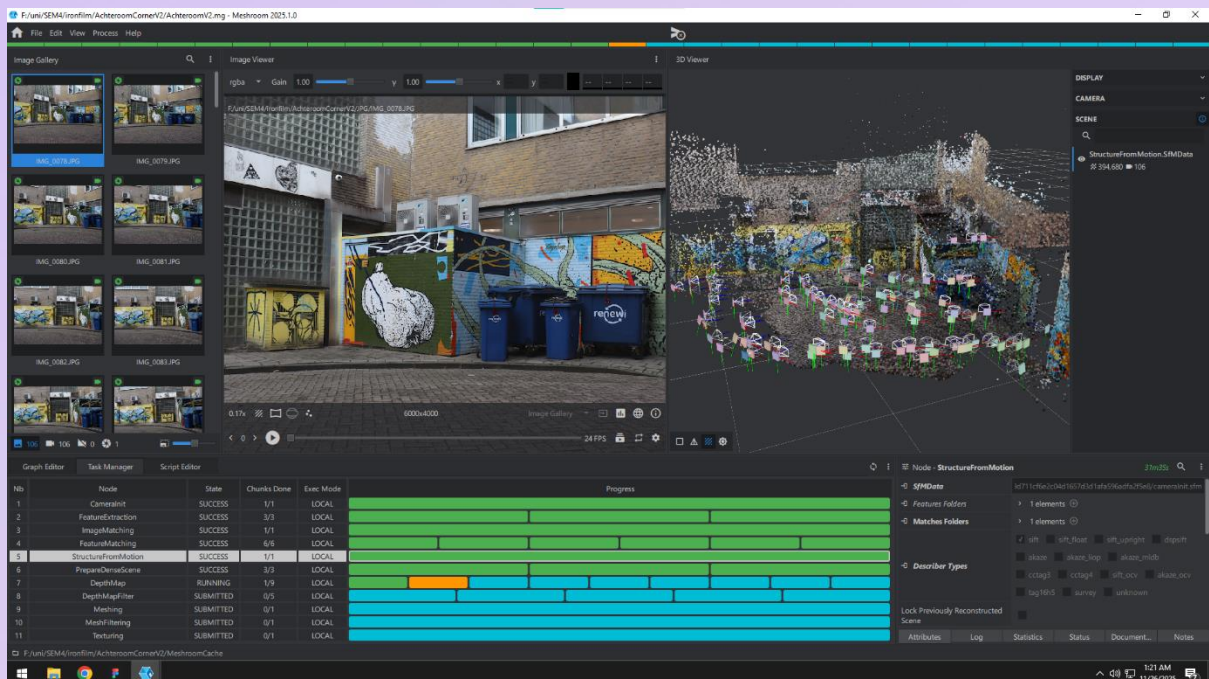 F:/uni/SEM4/ironfilm/AchteroomCornerV2/AchteroomV2.mg - Meshroom 2025.1.0
File Edit View Process Help
Image Gallery
IMG_0078.JPG IMG_0079.JPG
IMG_0080.JPG IMG_0081.JPG
IMG_0082.JPG IMG_0083.JPG
106 106 0 1
Image Viewer
rgba Gain 1.00 γ 1.00 x y -- -- -- --
F:/uni/SEM4/ironfilm/AchteroomCornerV2/JPG/IMG_0078.JPG
renewi
0.17x 6000x4000 Image Gallery
0 24 FPS
3D Viewer
DISPLAY
CAMERA
SCENE
StructureFromMotion.SfMData
394,680 106
Graph Editor Task Manager Script Editor
Nb Node State Chunks Done Exec Mode Progress
1 CameraInit SUCCESS 1/1 LOCAL
2 FeatureExtraction SUCCESS 3/3 LOCAL
3 ImageMatching SUCCESS 1/1 LOCAL
4 FeatureMatching SUCCESS 6/6 LOCAL
5 StructureFromMotion SUCCESS 1/1 LOCAL
6 PrepareDenseScene SUCCESS 3/3 LOCAL
7 DepthMap RUNNING 1/9 LOCAL
8 DepthMapFilter SUBMITTED 0/5 LOCAL
9 Meshing SUBMITTED 0/1 LOCAL
10 MeshFiltering SUBMITTED 0/1 LOCAL
11 Texturing SUBMITTED 0/1 LOCAL
Node - StructureFromMotion 31m35s
SfMData
Features Folders 1 elements
Matches Folders 1 elements
sift sift_float sift_upright dspsift
akaze akaze_liop akaze_mldb
Describer Types
cctag3 cctag4 sift_ocv akaze_ocv
tag16h5 survey unknown
Lock Previously Reconstructed
Scene
Attributes Log Statistics Status Document... Notes
F:/uni/SEM4/ironfilm/AchteroomCornerV2/MeshroomCache
1:21 AM
11/26/2025